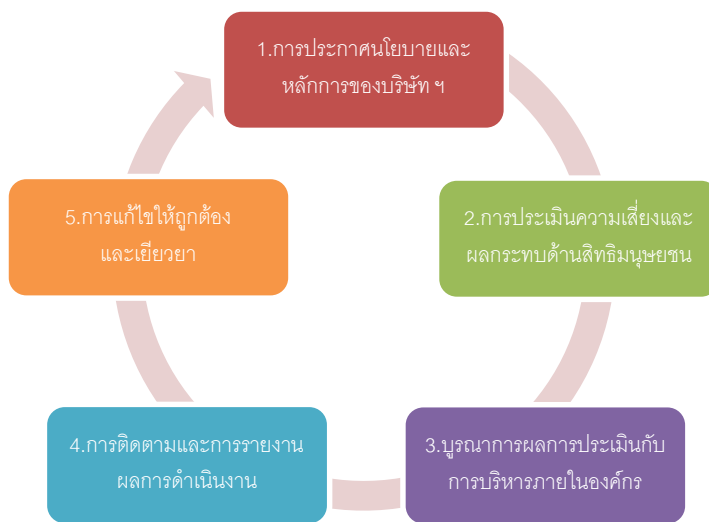 1.การประกาศนโยบายและ
หลักการของบริษัท ฯ
2.การประเมินความเสี่ยงและ
ผลกระทบด้านสิทธิมนุษยชน
3.บูรณาการผลการประเมินกับ
การบริหารภายในองค์กร
4.การติดตามและการรายงาน
ผลการดำเนินงาน
5.การแก้ไขให้ถูกต้อง
และเยียวยา